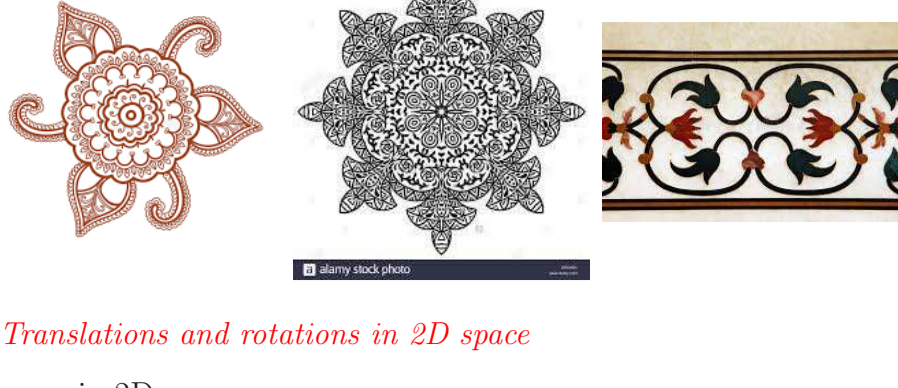 a alamy stock photo
Translations and rotations in 2D space
in 2D